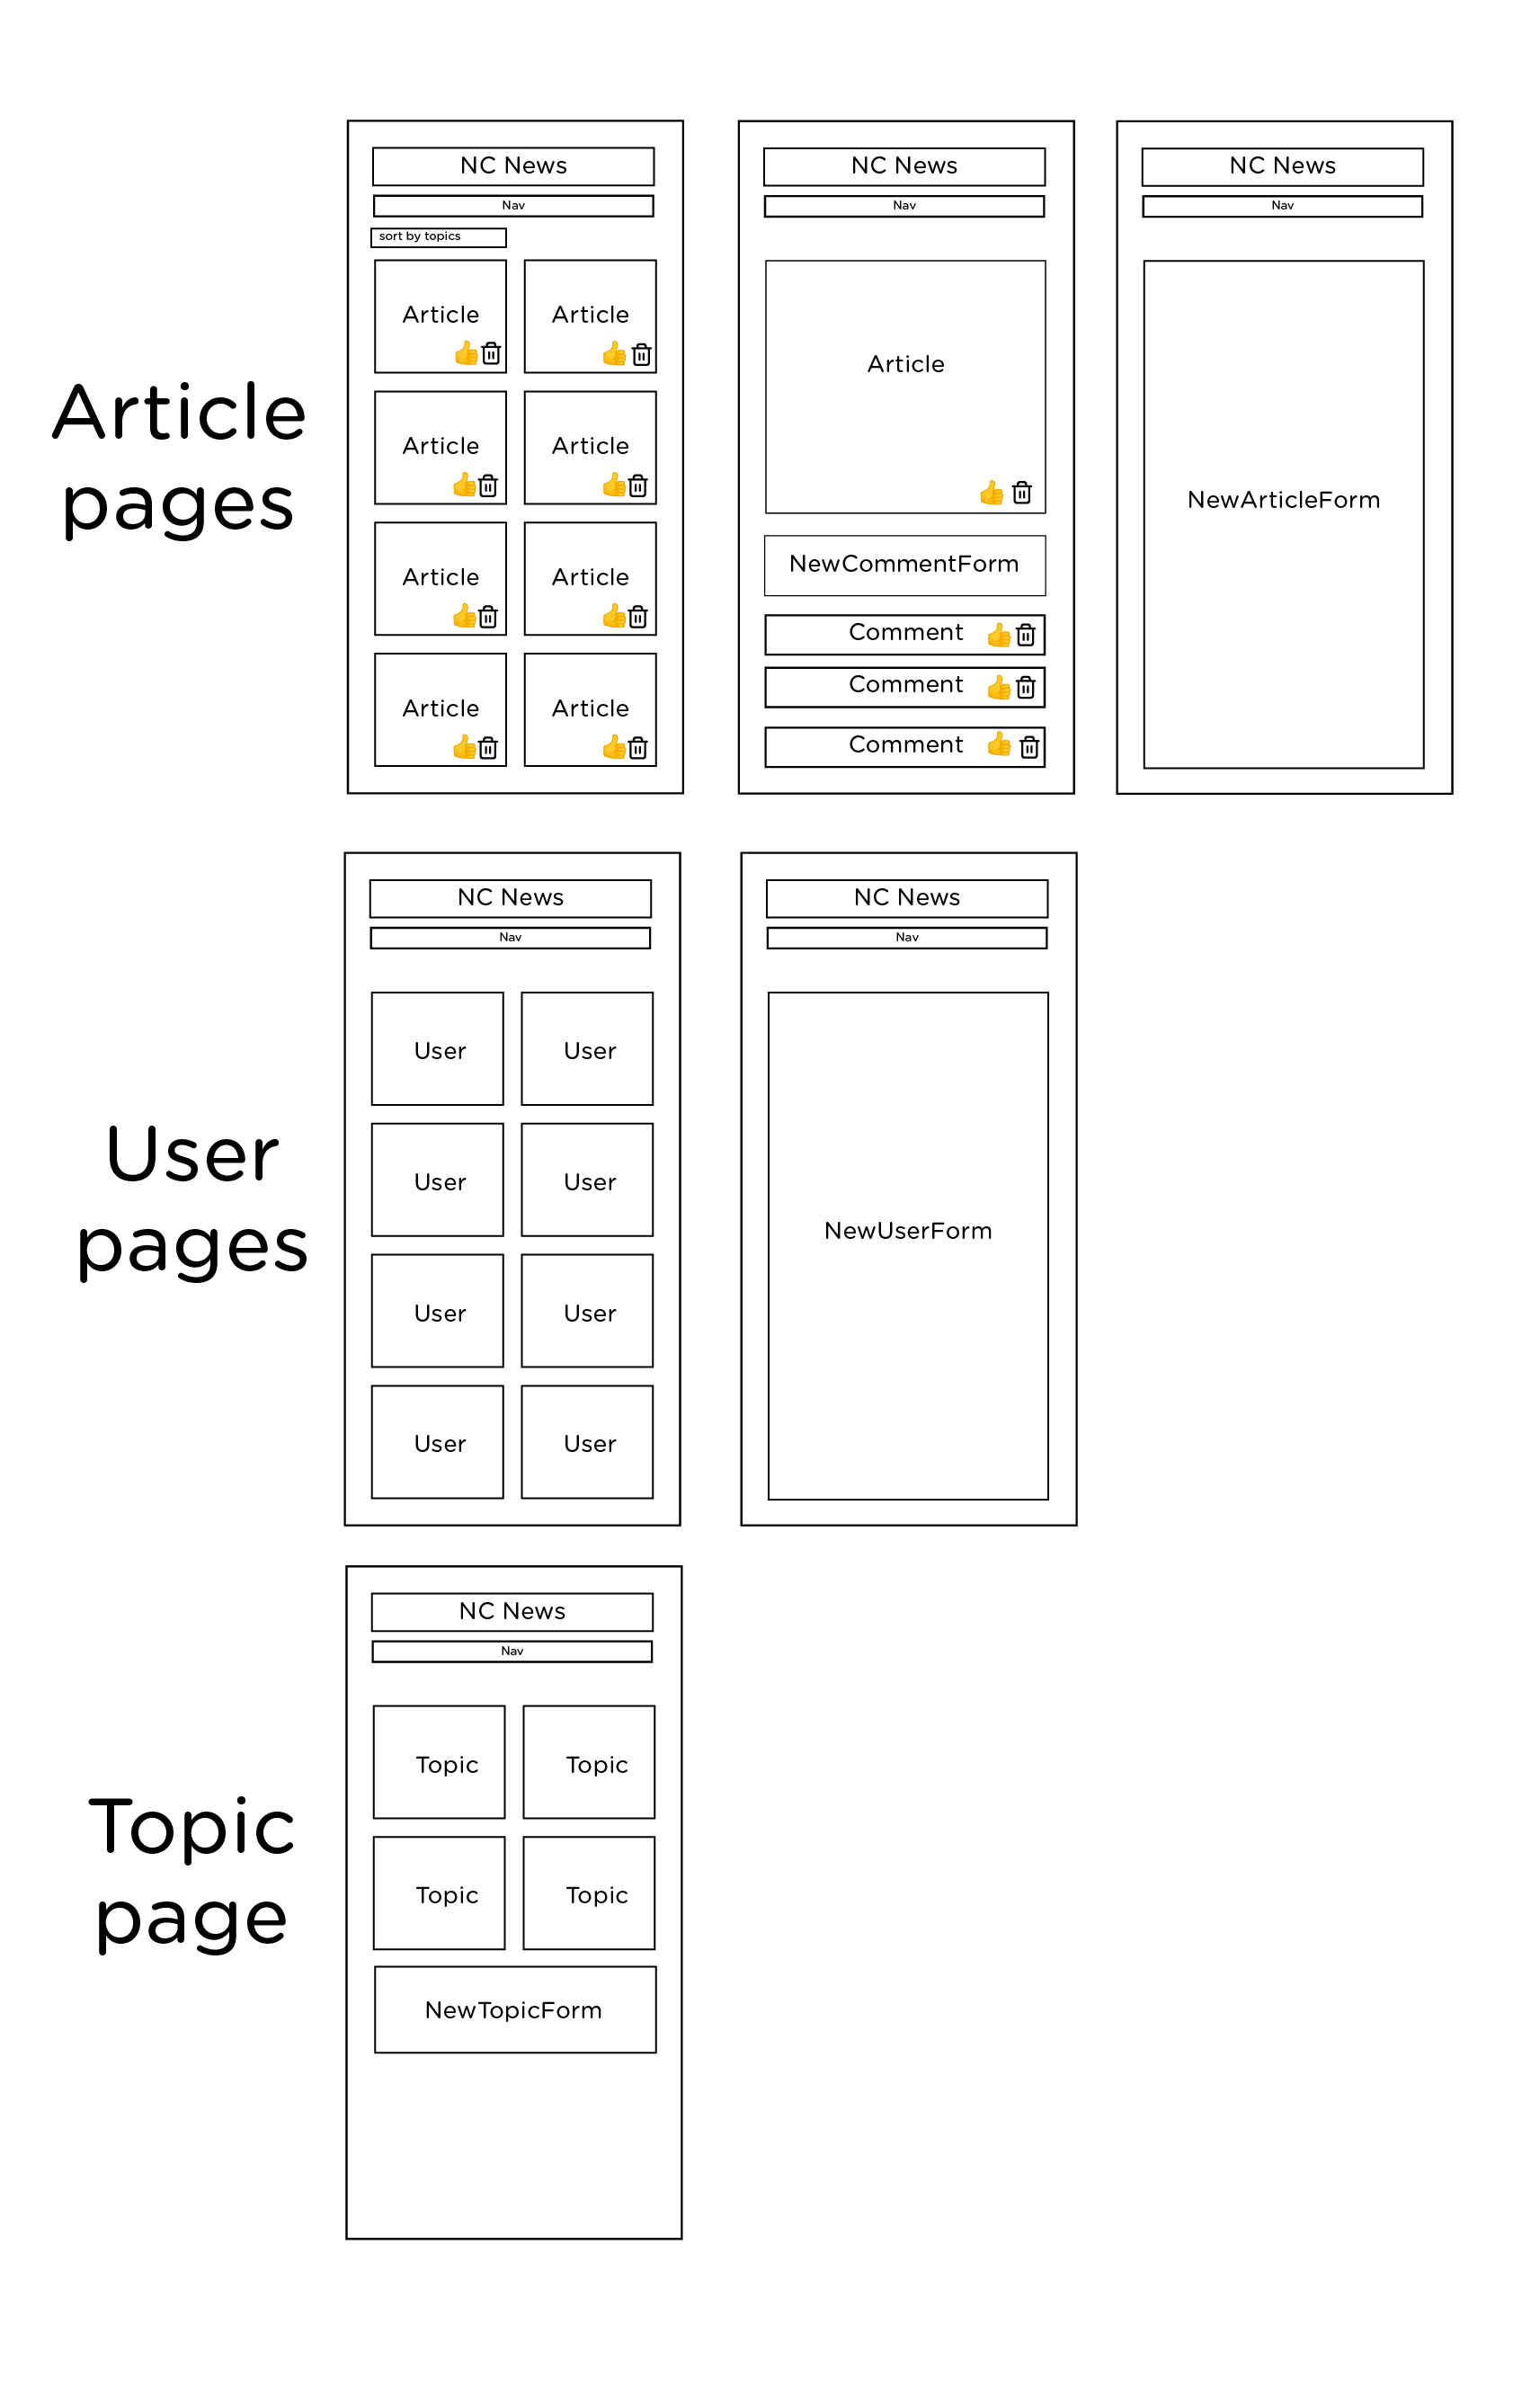 Article
pages
NC News
Nav
sort by topics
Article
Article
Article
Article
Article
Article
Article
Article
NC News
Nav
Article
NewCommentForm
Comment
Comment
Comment
NC News
Nav
NewArticleForm
User
pages
NC News
Nav
User
User
User
User
User
User
User
User
NC News
Nav
NewUserForm
Topic
page
NC News
Nav
Topic
Topic
Topic
Topic
NewTopicForm